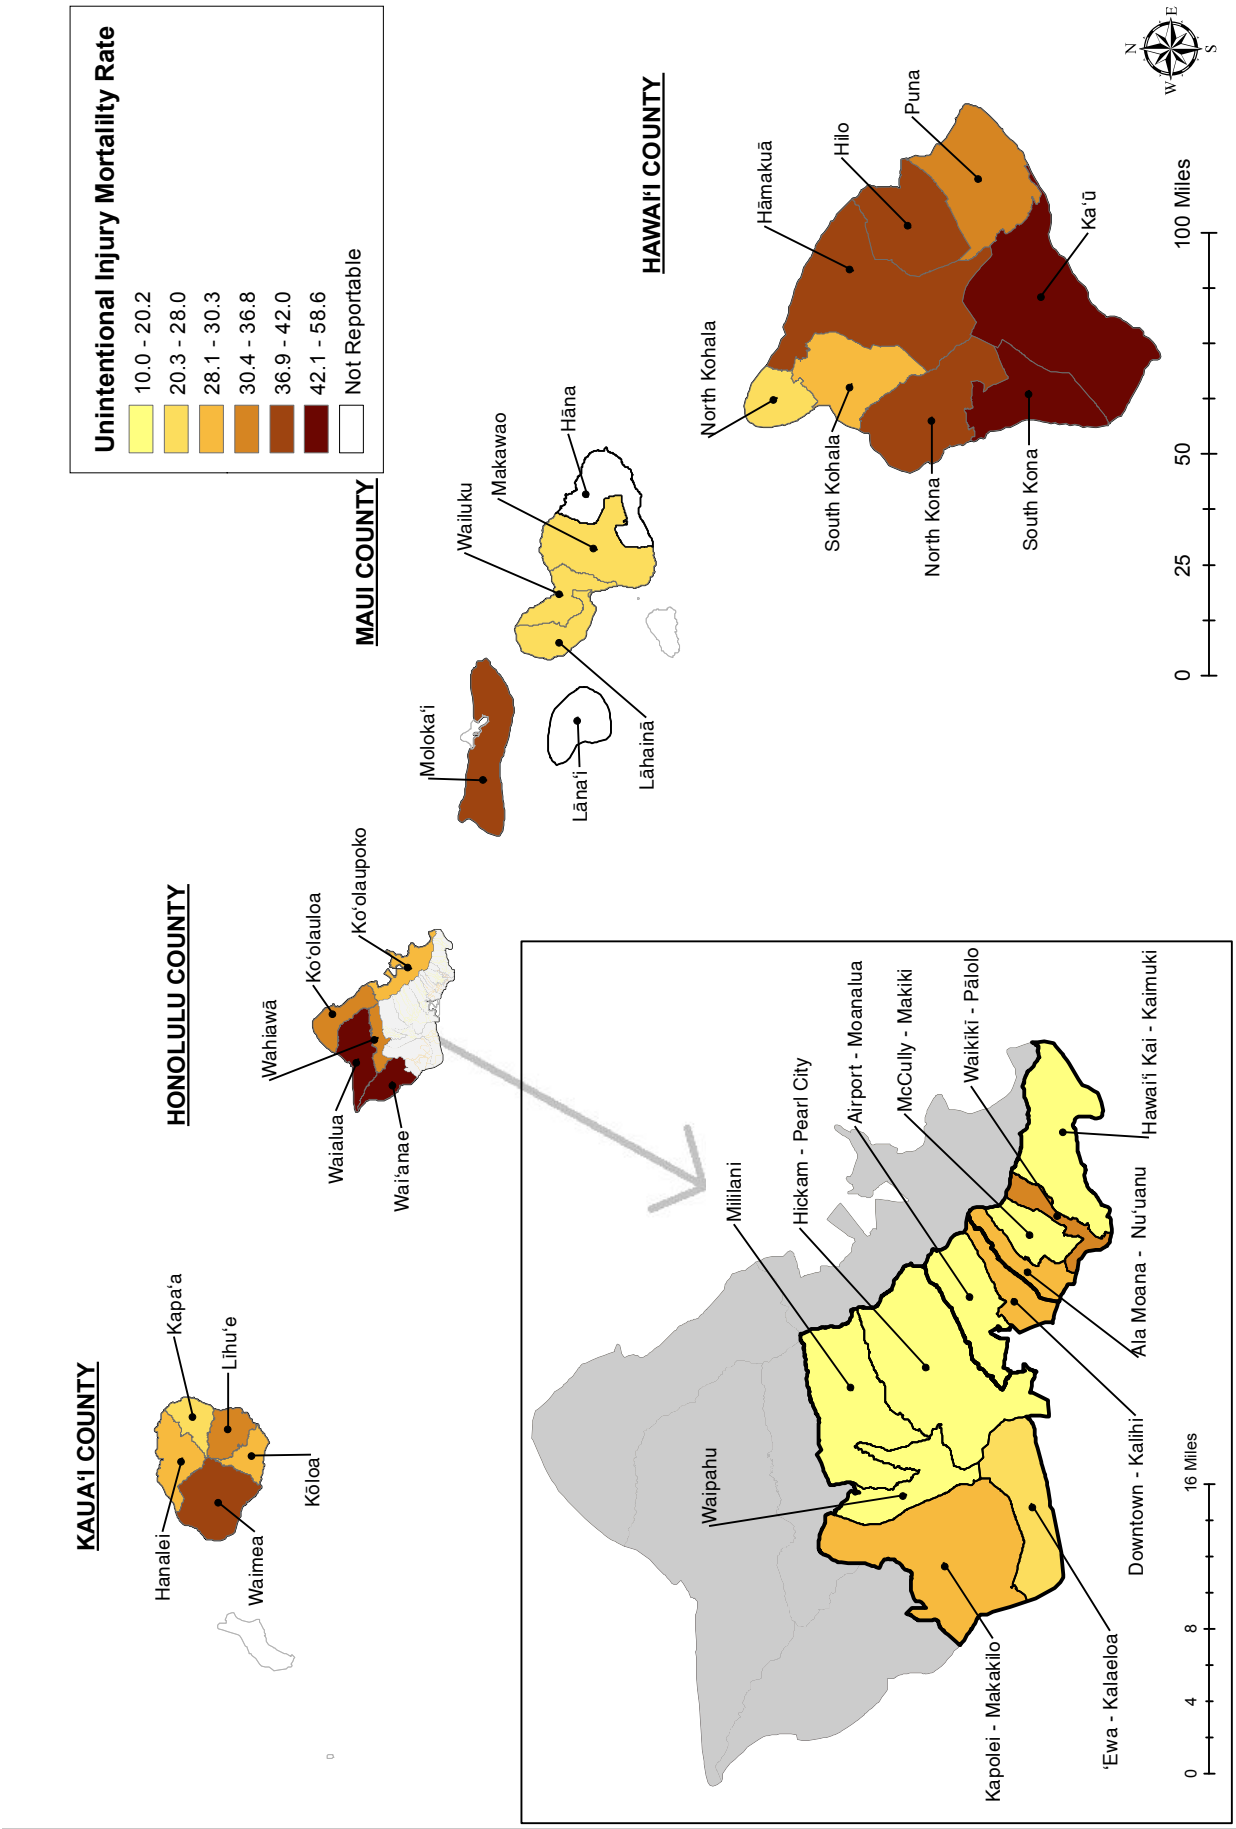 Unintentional Injury Mortalilty Rate
10.0 - 20.2
20.3 - 28.0
28.1 - 30.3
30.4 - 36.8
36.9 - 42.0
42.1 - 58.6
Not Reportable
KAUAʻI COUNTY
Hanalei
Kapaʻa
Līhuʻe
Waimea
Kōloa
HONOLULU COUNTY
Wahiawā
Koʻolauloa
Koʻolaupoko
Waialua
Waiʻanae
MAUI COUNTY
Molokaʻi
Wailuku
Makawao
Hāna
Lānaʻi
Lāhainā
HAWAIʻI COUNTY
North Kohala
Hāmakuā
Hilo
Puna
South Kohala
North Kona
South Kona
Kaʻū
0 25 50 100 Miles
N
W E
S
Mililani
Hickam - Pearl City
Airport - Moanalua
McCully - Makiki
Waikiki - Pālolo
Waipahu
Kapolei - Makakilo
ʻEwa - Kalaeloa
Downtown - Kalihi
Ala Moana - Nuʻuanu
Hawaiʻi Kai - Kaimuki
0 4 8 16 Miles